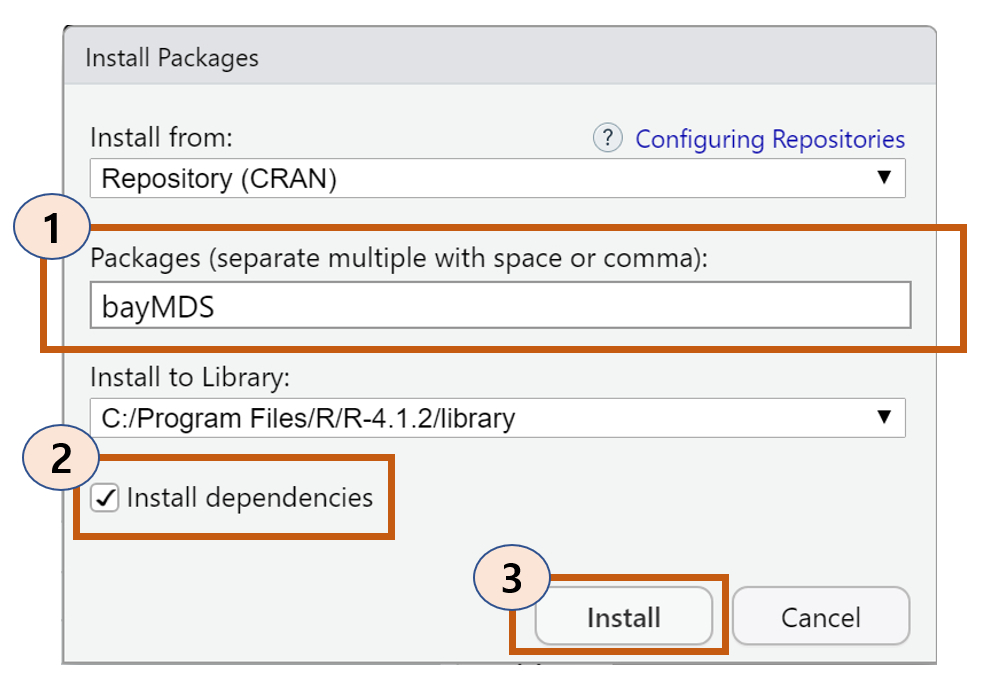 Install Packages
Install from:
? Configuring Repositories
Repository (CRAN)
1
Packages (separate multiple with space or comma):
bayMDS
Install to Library:
C:/Program Files/R/R-4.1.2/library
2
Install dependencies
3
Install
Cancel